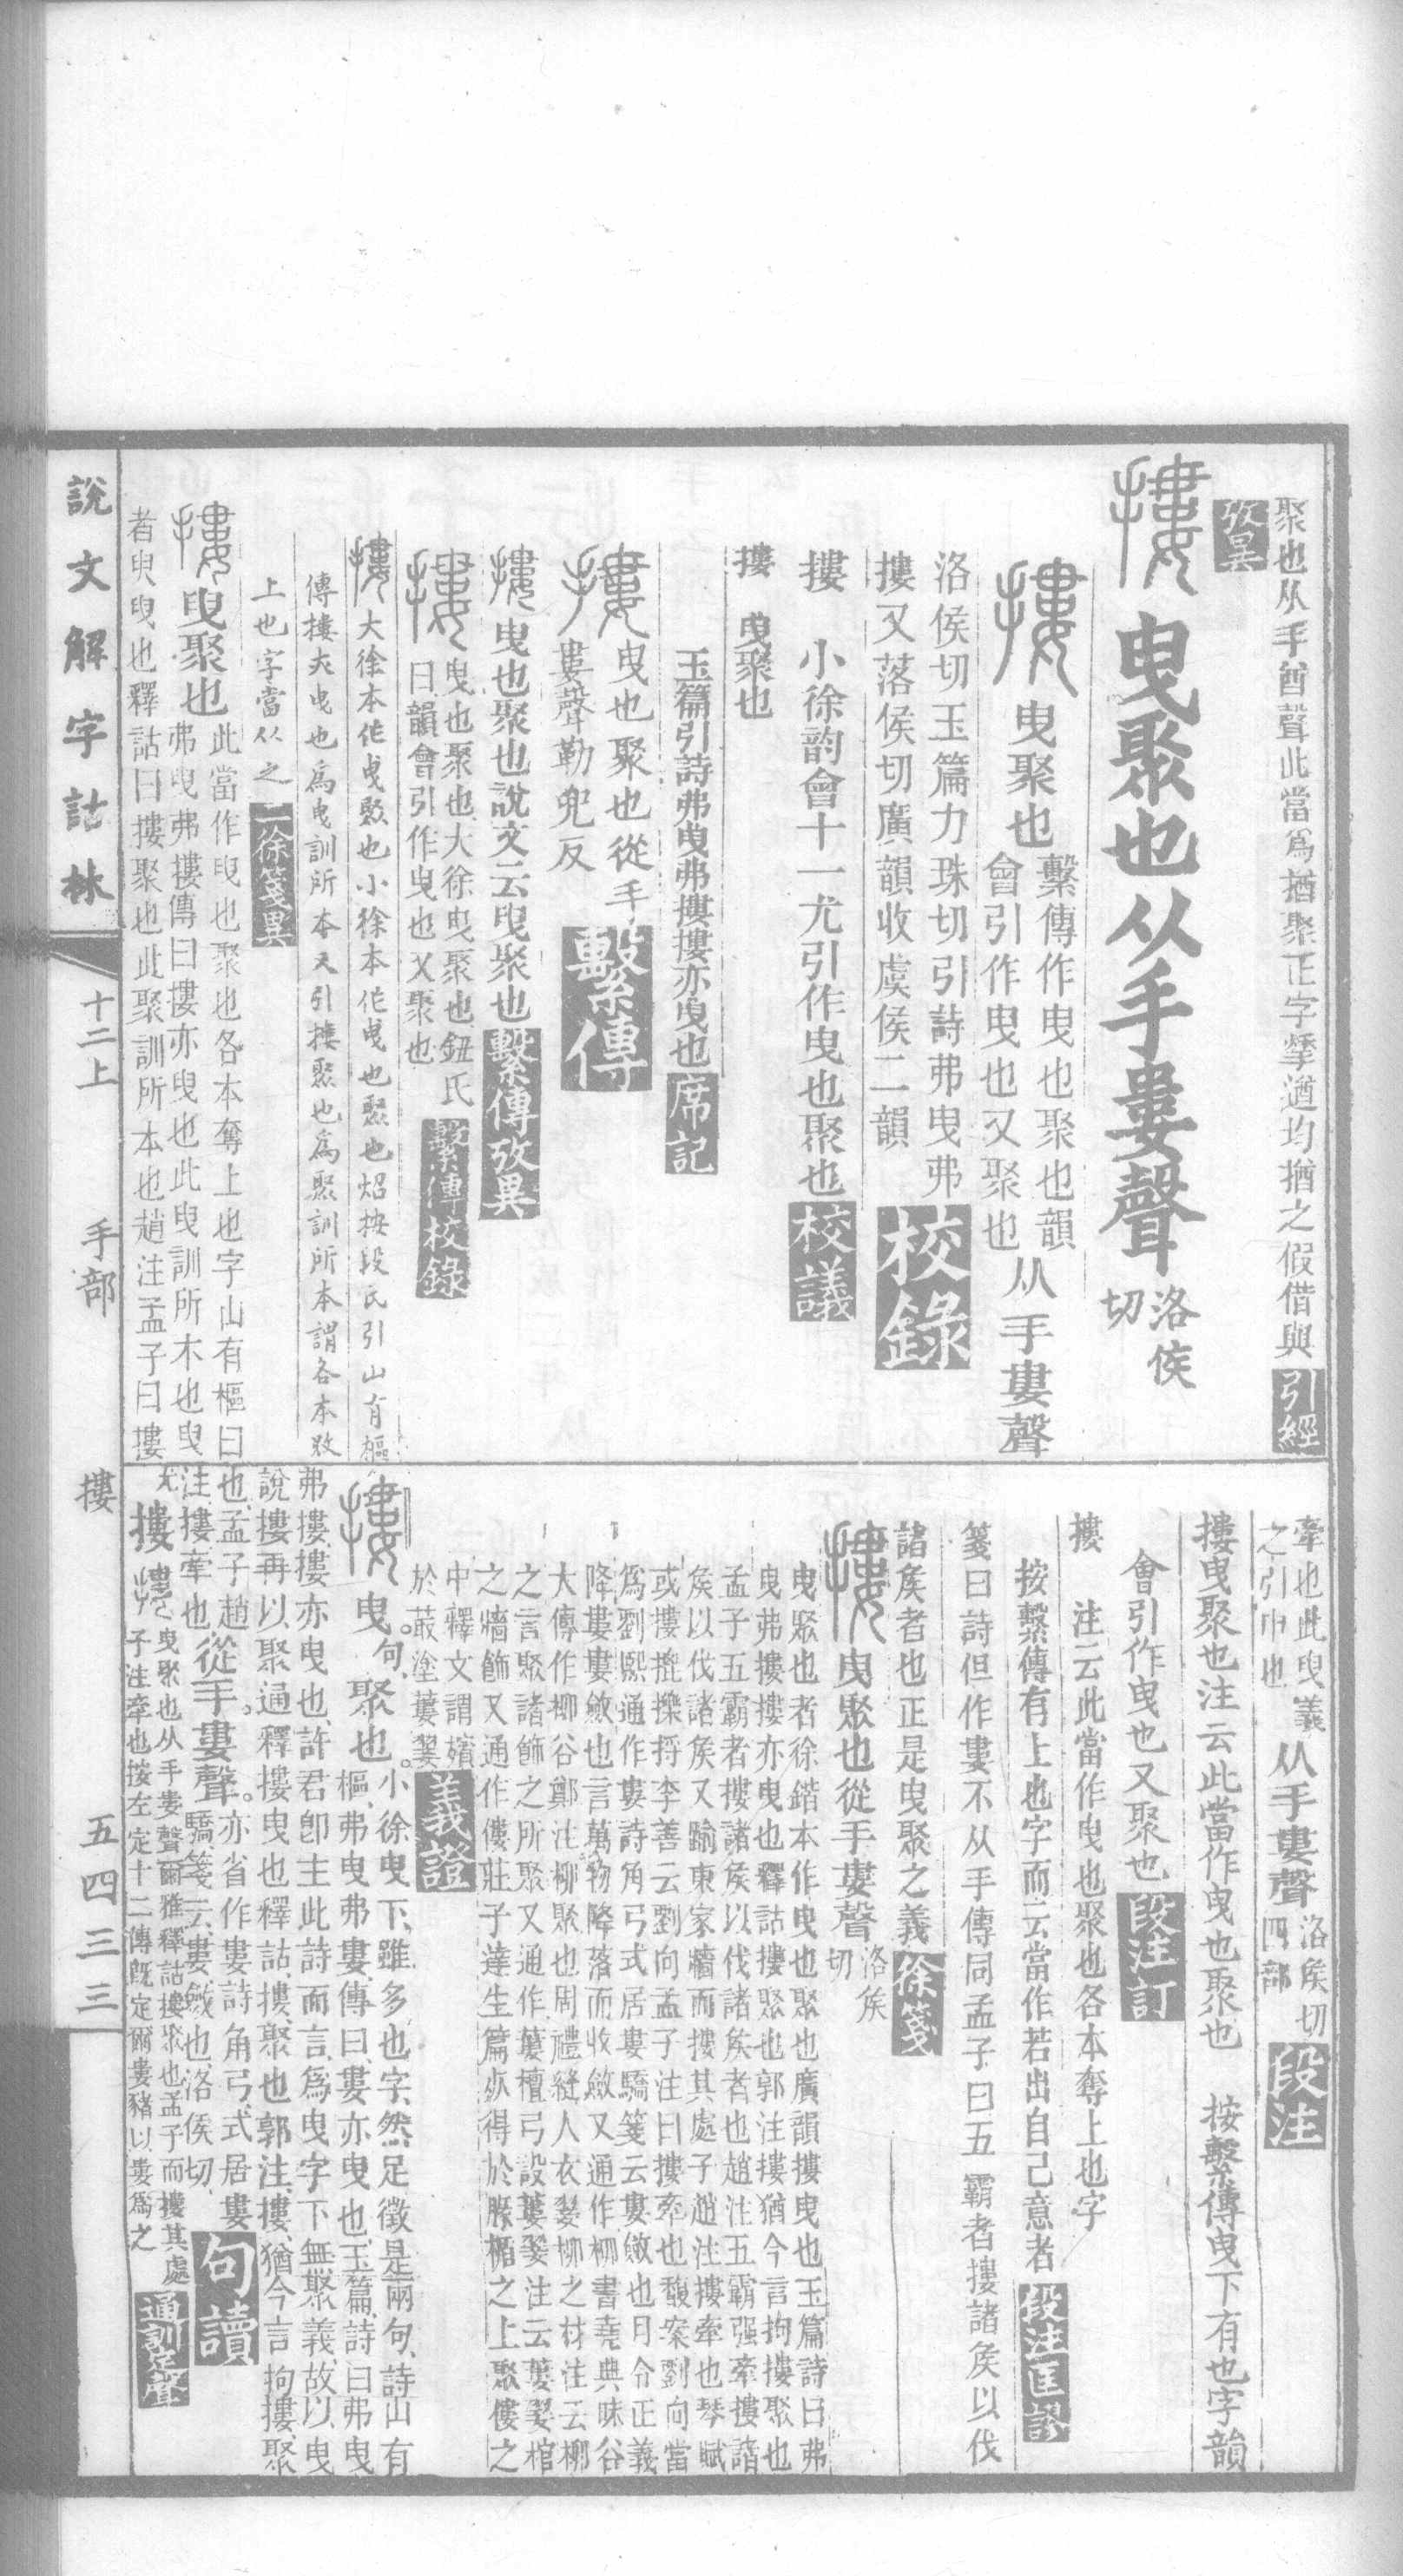 聚也从手酋聲此當爲揂聚正字揫遒均揂之假借與引經
攷異
摟 曳聚也从手婁聲洛侯切
摟曳聚也繫傳作曳也聚也韻會引作曳也又聚也从手婁聲
洛侯切玉篇力珠切引詩弗曳弗
摟又落侯切廣韻收虞侯二韻校錄
摟 小徐韵會十一尤引作曳也聚也校議
摟 曳聚也
玉篇引詩弗曳弗摟摟亦曳也席記
摟曳也聚也從手
婁聲勒兜反繫傳
摟曳也聚也說文云曳聚也繫傳攷異
摟曳也聚也大徐曳聚也鈕氏
曰韻會引作曳也又聚也繫傳校錄
摟大徐本作曳聚也小徐本作曳也聚也炤按段氏引山有樞
傳摟亦曳也爲曳訓所本又引摟聚也爲聚訓所本謂各本敓
上也字當从之二徐箋異
摟曳聚也此當作曳也聚也各本奪上也字山有樞曰
弗曳弗摟傳曰摟亦曳也此曳訓所本也曳
者臾曳也釋詁曰摟聚也此聚訓所本也趙注孟子曰摟
牽也此曳義
之引申也从手婁聲洛矦切四部段注
摟曳聚也注云此當作曳也聚也 按繫傳曳下有也字韻
會引作曳也又聚也段注訂
摟 注云此當作曳也聚也各本奪上也字
按繫傳有上也字而云當作若出自己意者段注匡謬
箋曰詩但作婁不从手傳同孟子曰五霸者摟諸矦以伐
諸矦者也正是曳聚之義徐箋
摟曳聚也從手婁聲洛矦切
曳聚也者徐鍇本作曳也聚也廣韻摟曳也玉篇詩曰弗
曳弗摟摟亦曳也釋詁摟聚也郭注摟猶今言拘摟聚也
孟子五霸者摟諸矦以伐諸矦者也趙注五霸强牽摟諸
矦以伐諸矦又踰東家牆而摟其處子趙注摟牽也琴賦
或摟搲擽捋李善云劉向孟子注曰摟牽也馥案劉向當
爲劉熙通作婁詩角弓式居婁驕箋云婁斂也月令正義
降婁婁斂也言萬物降落而收斂又通作柳書堯典昧谷
大傳作柳谷鄭注柳聚也周禮縫人衣翣柳之材注云柳
之言聚諸飾之所聚又通作蔞檀弓設蔞翣注云蔞翣棺
之牆飾又通作僂莊子達生篇死得於腞楯之上聚僂之
中釋文謂殯
於菆塗蔞翣義證
摟曳句聚也小徐曳下雖多也字然足徵是兩句詩山有
樞弗曳弗婁傳曰婁亦曳也玉篇詩曰弗曳
弗摟摟亦曳也許君卽主此詩而言爲曳字下無聚義故以曳
說摟再以聚通釋摟曳也釋詁摟聚也郭注摟猶今言拘摟聚
也孟子趙
注摟牽也從手婁聲亦省作婁詩角弓式居婁
驕箋云婁斂也洛侯切句讀
摟曳聚也从手婁聲爾雅釋詁摟聚也孟子而摟其處
子注牽也按左定十二傳旣定爾婁豬以婁爲之通訓定聲
說文解字詁林 十二上 手部 摟 五四三三